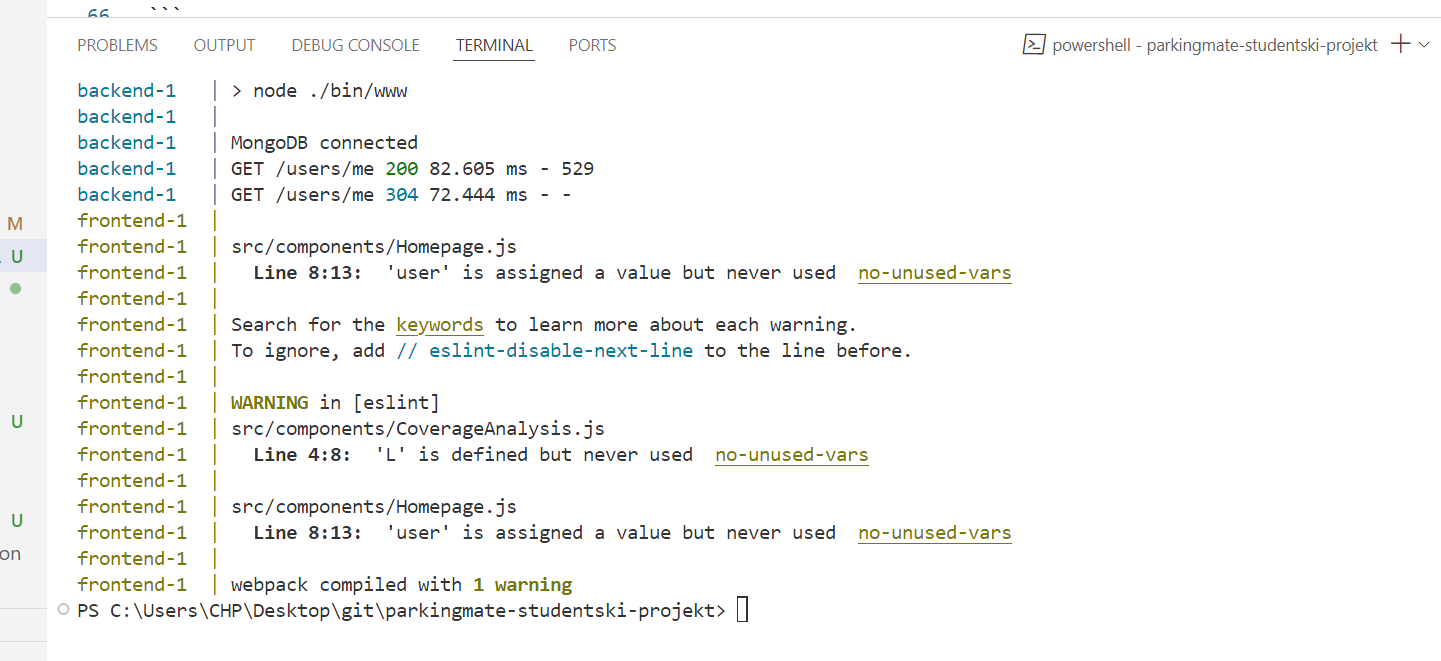 66 ```
PROBLEMS OUTPUT DEBUG CONSOLE TERMINAL PORTS powershell - parkingmate-studentski-projekt
backend-1 | > node ./bin/www
backend-1 |
backend-1 | MongoDB connected
backend-1 | GET /users/me 200 82.605 ms - 529
backend-1 | GET /users/me 304 72.444 ms - -
frontend-1 |
frontend-1 | src/components/Homepage.js
frontend-1 |   Line 8:13:  'user' is assigned a value but never used  no-unused-vars
frontend-1 |
frontend-1 | Search for the keywords to learn more about each warning.
frontend-1 | To ignore, add // eslint-disable-next-line to the line before.
frontend-1 |
frontend-1 | WARNING in [eslint]
frontend-1 | src/components/CoverageAnalysis.js
frontend-1 |   Line 4:8:  'L' is defined but never used  no-unused-vars
frontend-1 |
frontend-1 | src/components/Homepage.js
frontend-1 |   Line 8:13:  'user' is assigned a value but never used  no-unused-vars
frontend-1 |
frontend-1 | webpack compiled with 1 warning
PS C:\Users\CHP\Desktop\git\parkingmate-studentski-projekt>
M
U
U
U
on